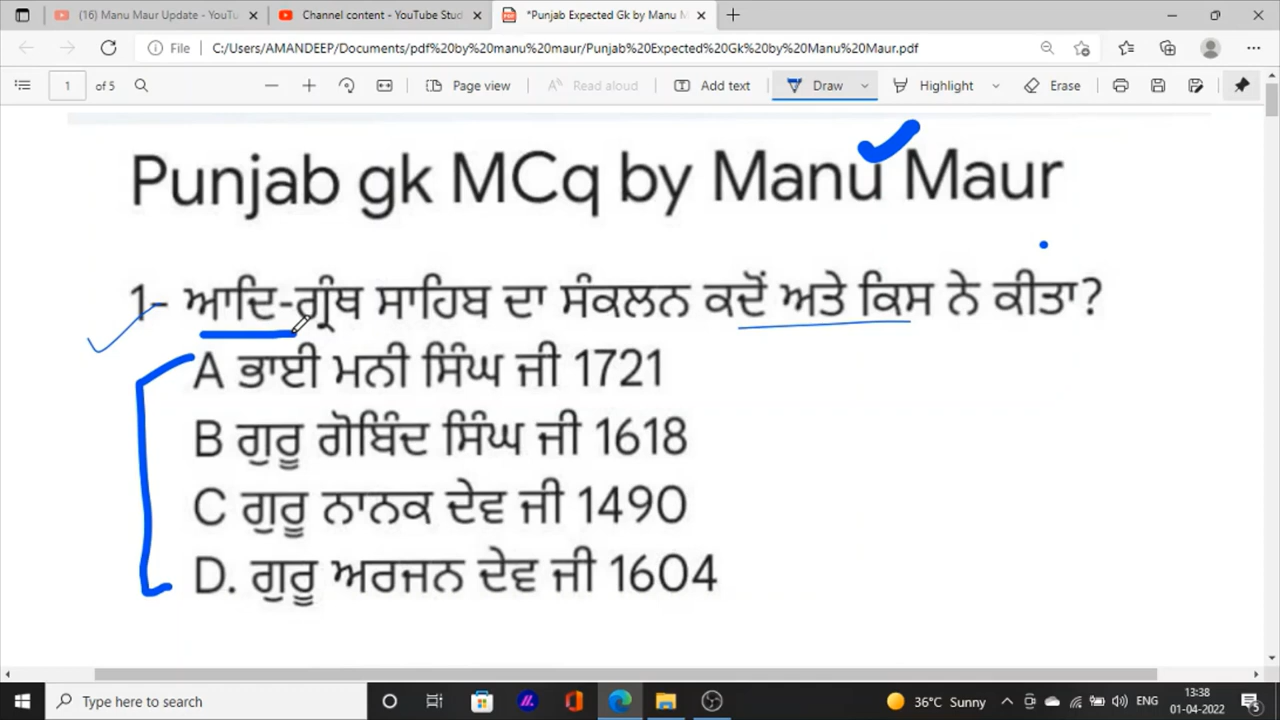 (16) Manu Maur Update - YouTu
Channel content - YouTube Stud
*Punjab Expected Gk by Manu M
File
C:/Users/AMANDEEP/Documents/pdf%20by%20manu%20maur/Punjab%20Expected%20Gk%20by%20Manu%20Maur.pdf
1 of 5
Page view
Read aloud
Add text
Draw
Highlight
Erase
Punjab gk MCq by Manu Maur
1- ਆਦਿ-ਗ੍ਰੰਥ ਸਾਹਿਬ ਦਾ ਸੰਕਲਨ ਕਦੋਂ ਅਤੇ ਕਿਸ ਨੇ ਕੀਤਾ?
A ਭਾਈ ਮਨੀ ਸਿੰਘ ਜੀ 1721
B ਗੁਰੂ ਗੋਬਿੰਦ ਸਿੰਘ ਜੀ 1618
C ਗੁਰੂ ਨਾਨਕ ਦੇਵ ਜੀ 1490
D. ਗੁਰੂ ਅਰਜਨ ਦੇਵ ਜੀ 1604
Type here to search
36°C Sunny
ENG
13:38
01-04-2022
5